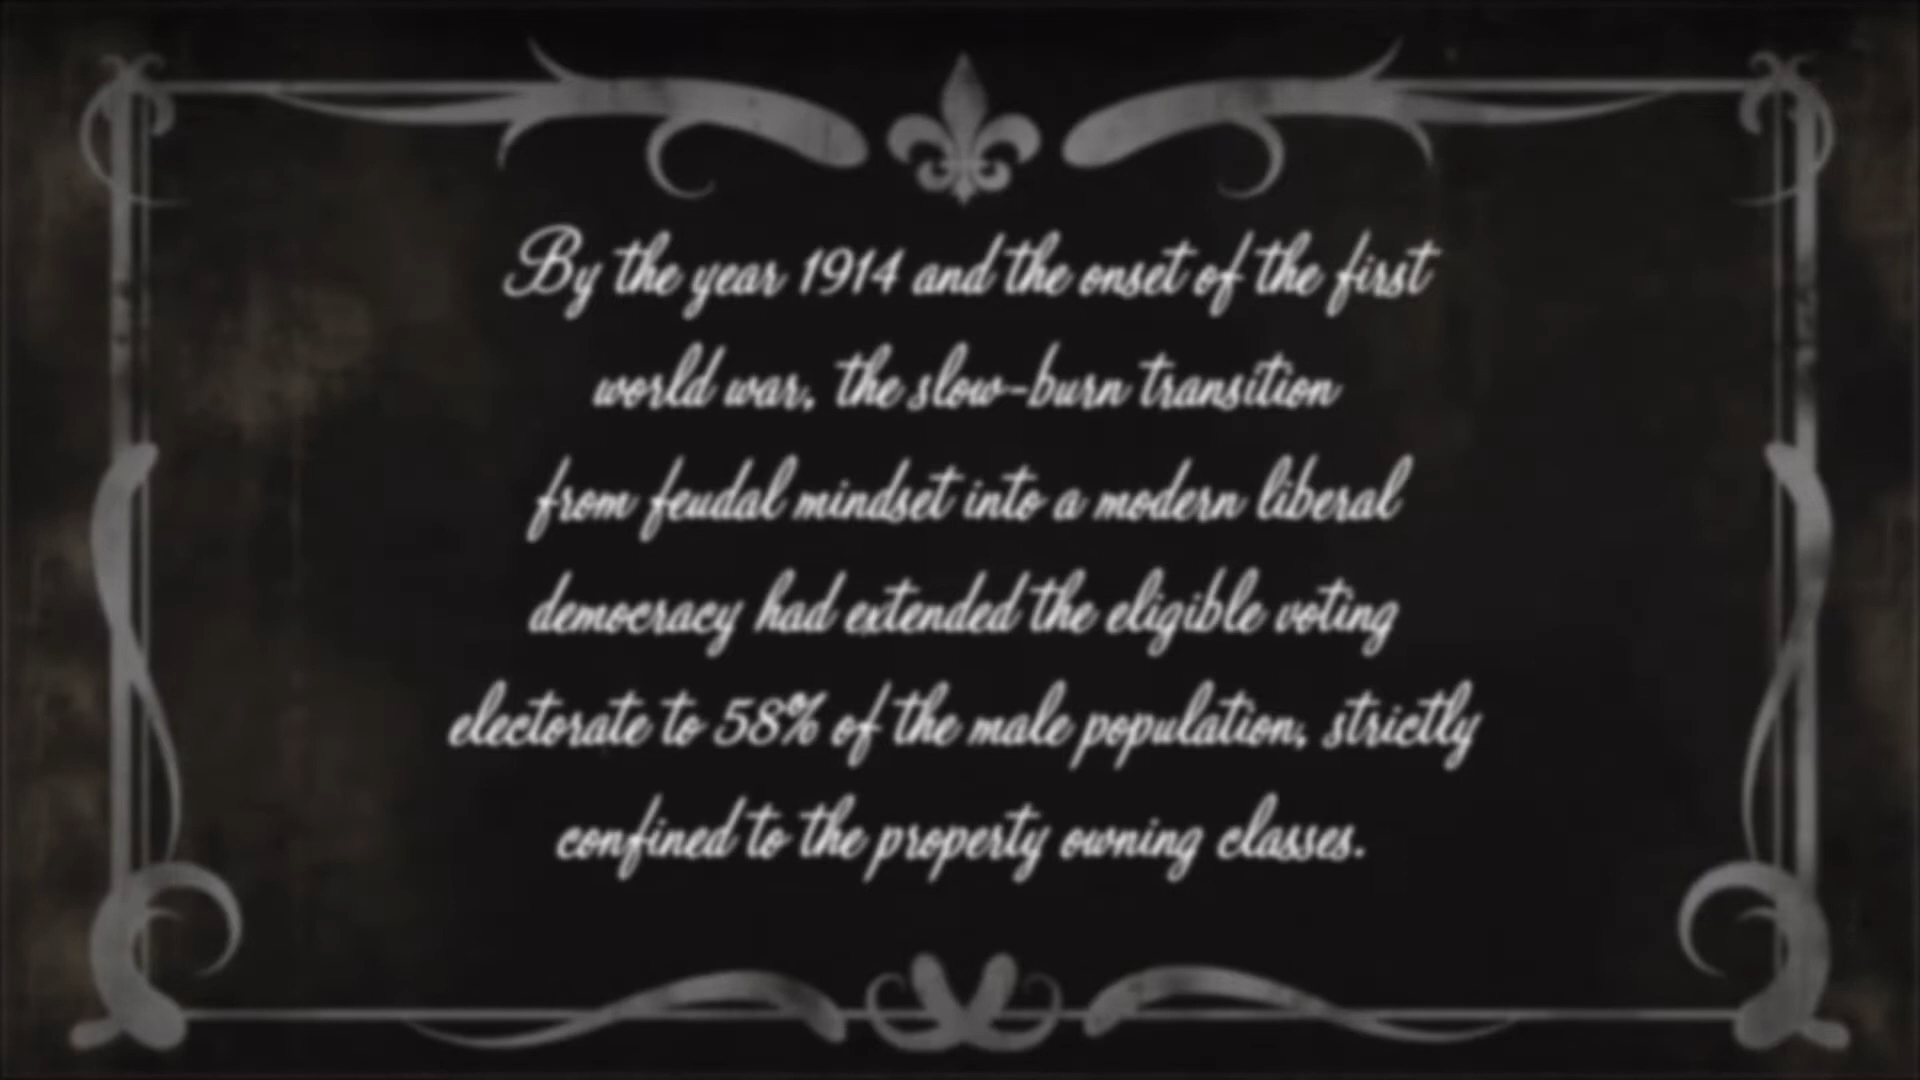 By the year 1914 and the onset of the first
world war, the slow-burn transition
from feudal mindset into a modern liberal
democracy had extended the eligible voting
electorate to 58% of the male population, strictly
confined to the property owning classes.